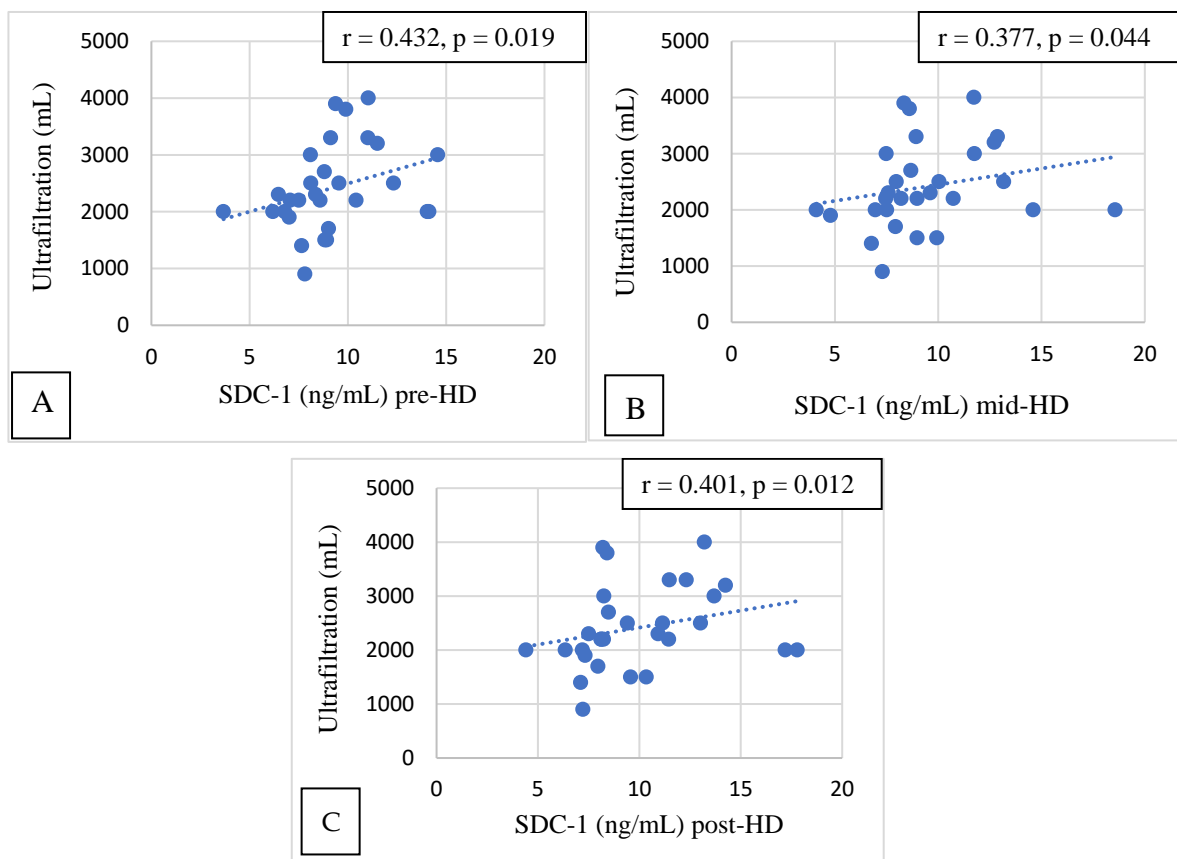 r = 0.432, p = 0.019
5000
4000
3000
2000
1000
0
Ultrafiltration (mL)
0 5 10 15 20
SDC-1 (ng/mL) pre-HD
A
r = 0.377, p = 0.044
5000
4000
3000
2000
1000
0
Ultrafiltration (mL)
0 5 10 15 20
SDC-1 (ng/mL) mid-HD
B
r = 0.401, p = 0.012
5000
4000
3000
2000
1000
0
Ultrafiltration (mL)
0 5 10 15 20
SDC-1 (ng/mL) post-HD
C